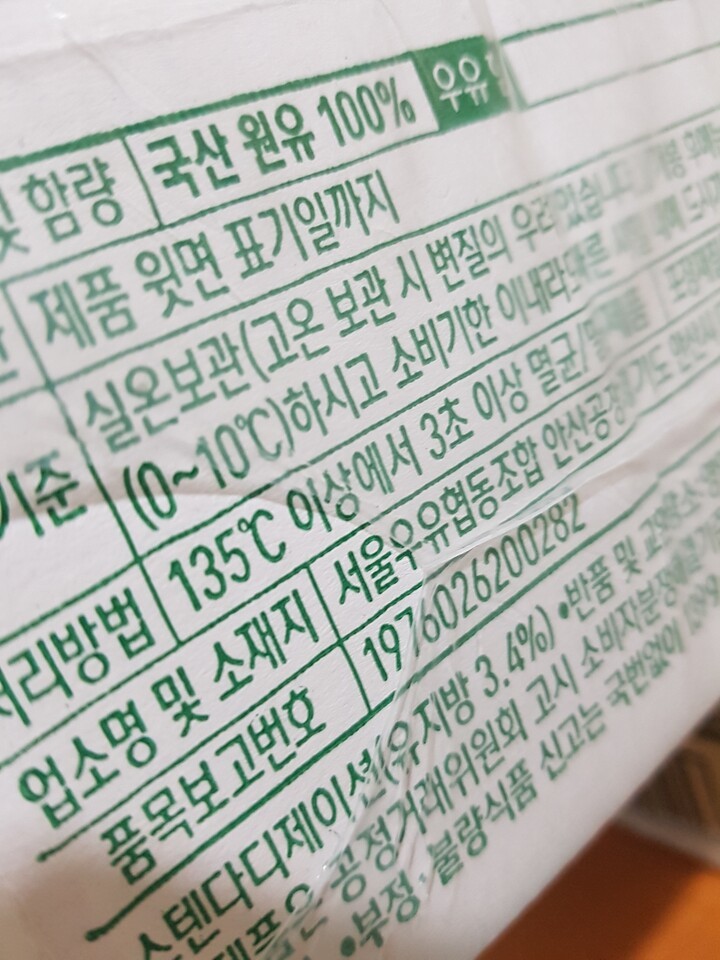 함량 국산 원유 100% 우유
제품 윗면 표기일까지
실온보관(고온 보관 시 변질의 우려
기준 (0~10℃)하시고 소비기한 이내라도
처리방법 135℃ 이상에서 3초 이상 멸균/
업소명 및 소재지 서울우유협동조합 안산공장
품목보고번호 1976026200282
스텐다디제이션(유지방 3.4%) •반품 및
공정거래위원회 고시 소비자분쟁해결기준
•부정·불량식품 신고는 국번없이